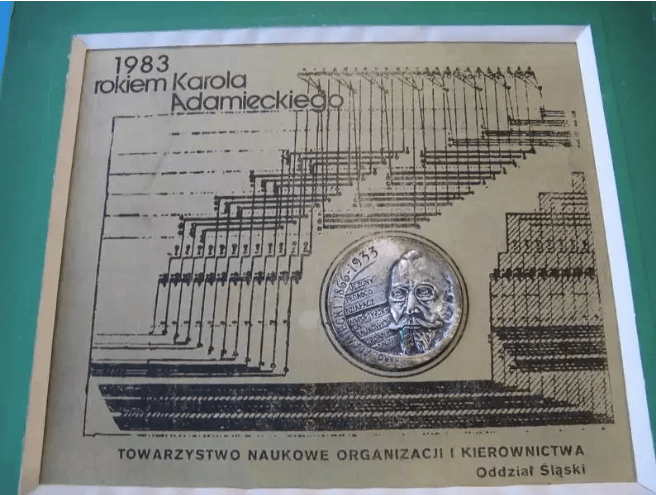 1983
rokiem Karola
Adamieckiego
1866-1933
TOWARZYSTWO NAUKOWE ORGANIZACJI I KIEROWNICTWA
Oddział Śląski